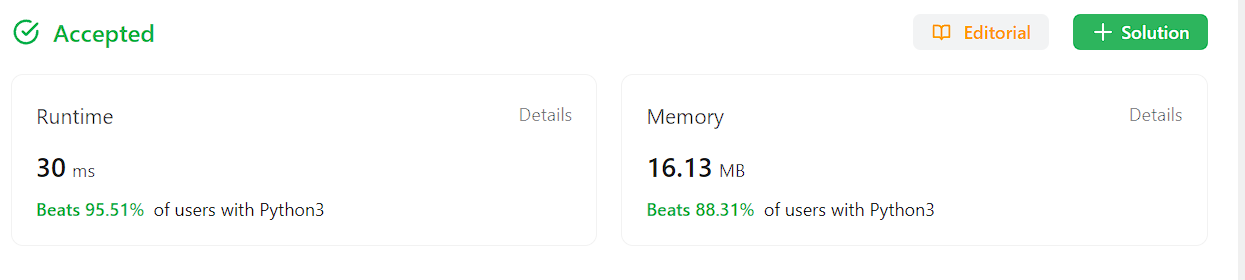 Accepted
Editorial
Solution
Runtime
Details
30 ms
Beats 95.51% of users with Python3
Memory
Details
16.13 MB
Beats 88.31% of users with Python3